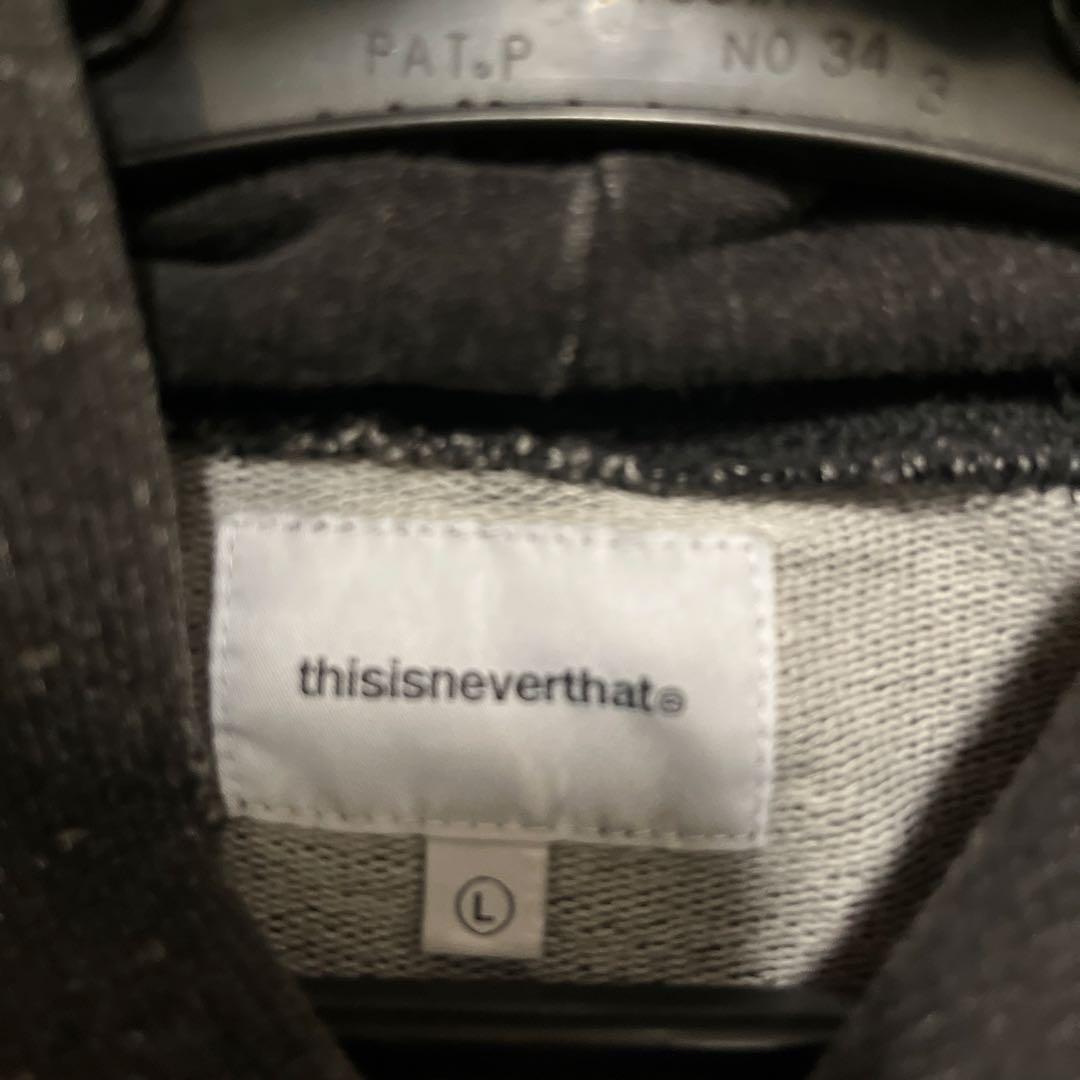 PAT.P NO 34
thisisneverthat®
L